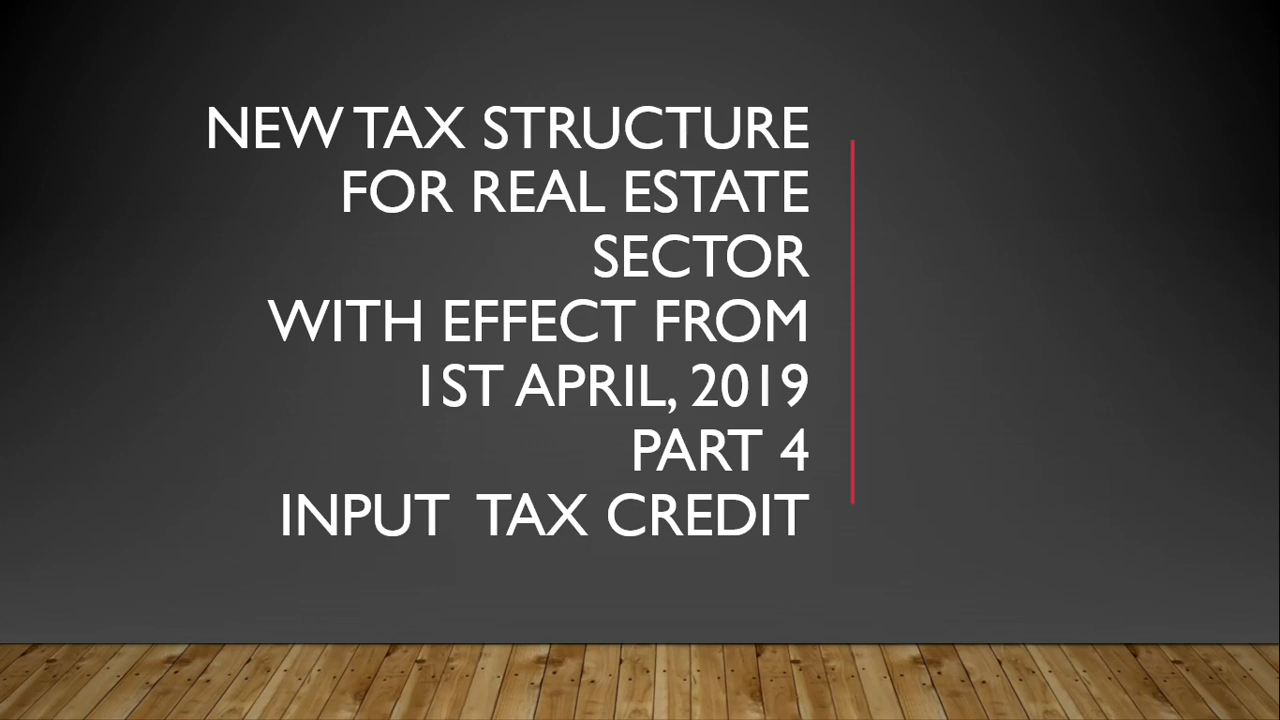 NEW TAX STRUCTURE
FOR REAL ESTATE
SECTOR
WITH EFFECT FROM
1ST APRIL, 2019
PART 4
INPUT TAX CREDIT